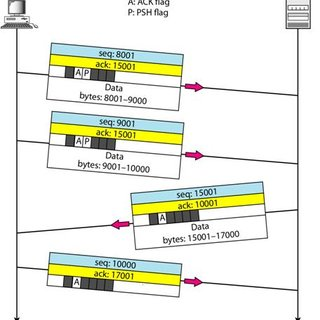 A: ACK flag
P: PSH flag
seq: 8001
ack: 15001
A P
Data
bytes: 8001–9000
seq: 9001
ack: 15001
A P
Data
bytes: 9001–10000
seq: 15001
ack: 10001
A
Data
bytes: 15001–17000
seq: 10000
ack: 17001
A